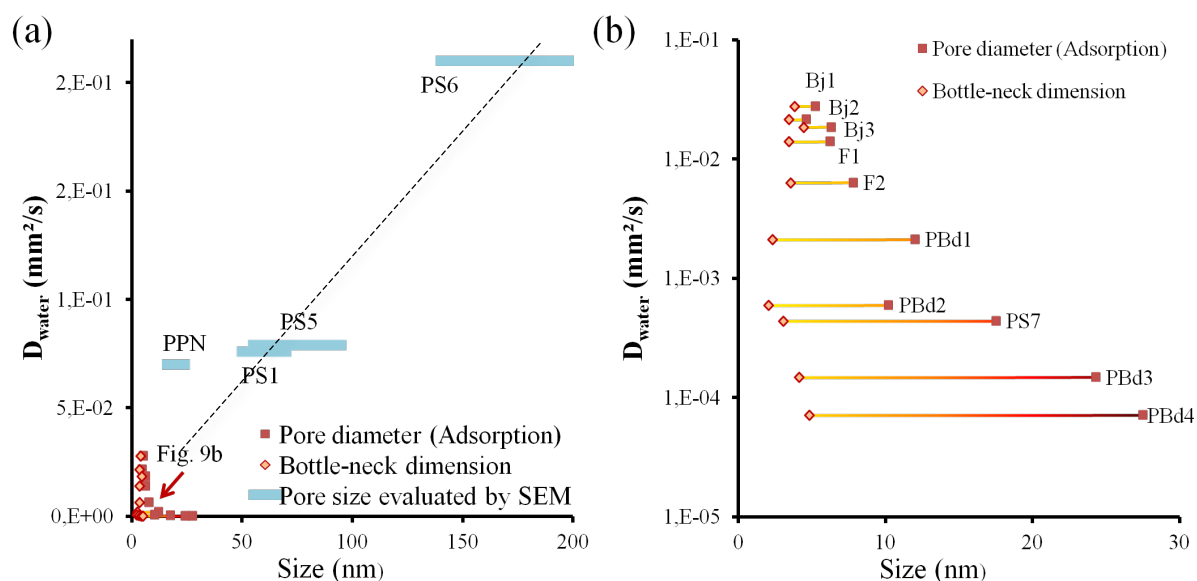 (a)
D_water (mm²/s)
2,E-01
2,E-01
1,E-01
5,E-02
0,E+00
PS6
PS5
PPN
PS1
Fig. 9b
Pore diameter (Adsorption)
Bottle-neck dimension
Pore size evaluated by SEM
0 50 100 150 200
Size (nm)
(b)
D_water (mm²/s)
1,E-01
1,E-02
1,E-03
1,E-04
1,E-05
Pore diameter (Adsorption)
Bottle-neck dimension
Bj1
Bj2
Bj3
F1
F2
PBd1
PBd2
PS7
PBd3
PBd4
0 10 20 30
Size (nm)